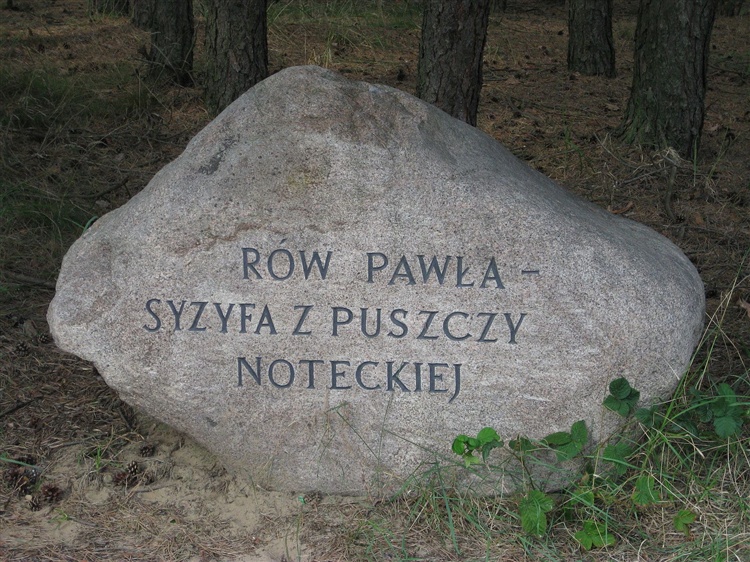 RÓW PAWŁA -
SYZYFA Z PUSZCZY
NOTECKIEJ